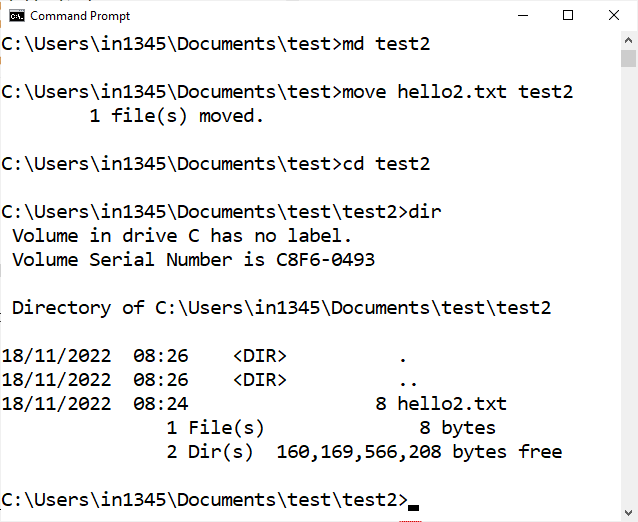 Command Prompt
C:\Users\in1345\Documents\test>md test2
C:\Users\in1345\Documents\test>move hello2.txt test2
        1 file(s) moved.
C:\Users\in1345\Documents\test>cd test2
C:\Users\in1345\Documents\test\test2>dir
 Volume in drive C has no label.
 Volume Serial Number is C8F6-0493
 Directory of C:\Users\in1345\Documents\test\test2
18/11/2022  08:26    <DIR>          .
18/11/2022  08:26    <DIR>          ..
18/11/2022  08:24                 8 hello2.txt
               1 File(s)              8 bytes
               2 Dir(s)  160,169,566,208 bytes free
C:\Users\in1345\Documents\test\test2>